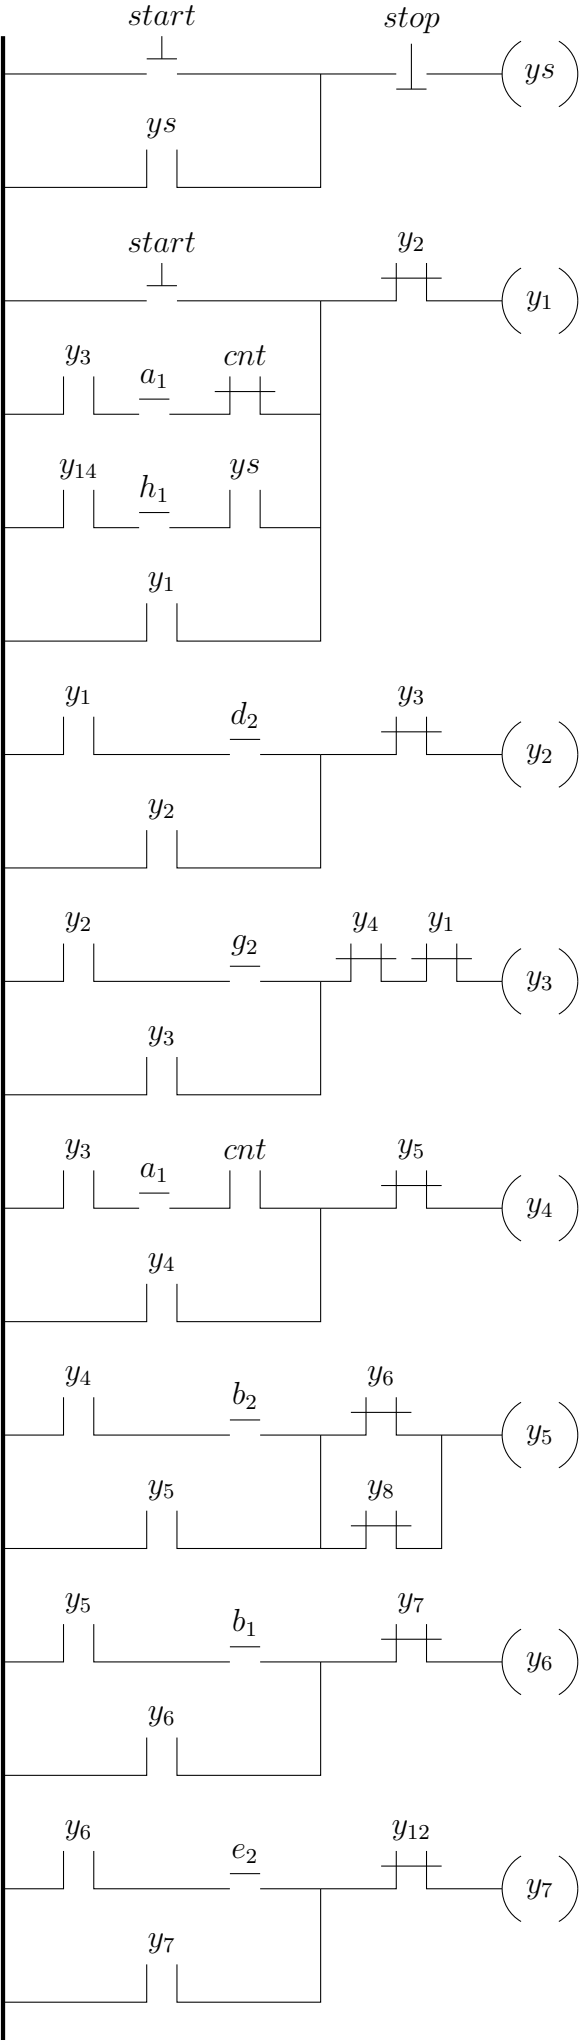 start stop
ys
ys
start y₂
y₁
y₃ a₁ cnt
y₁₄ h₁ ys
y₁
y₁ d₂ y₃
y₂
y₂
y₂ g₂ y₄ y₁
y₃
y₃
y₃ a₁ cnt y₅
y₄
y₄
y₄ b₂ y₆
y₅
y₅ y₈
y₅ b₁ y₇
y₆
y₆
y₆ e₂ y₁₂
y₇
y₇